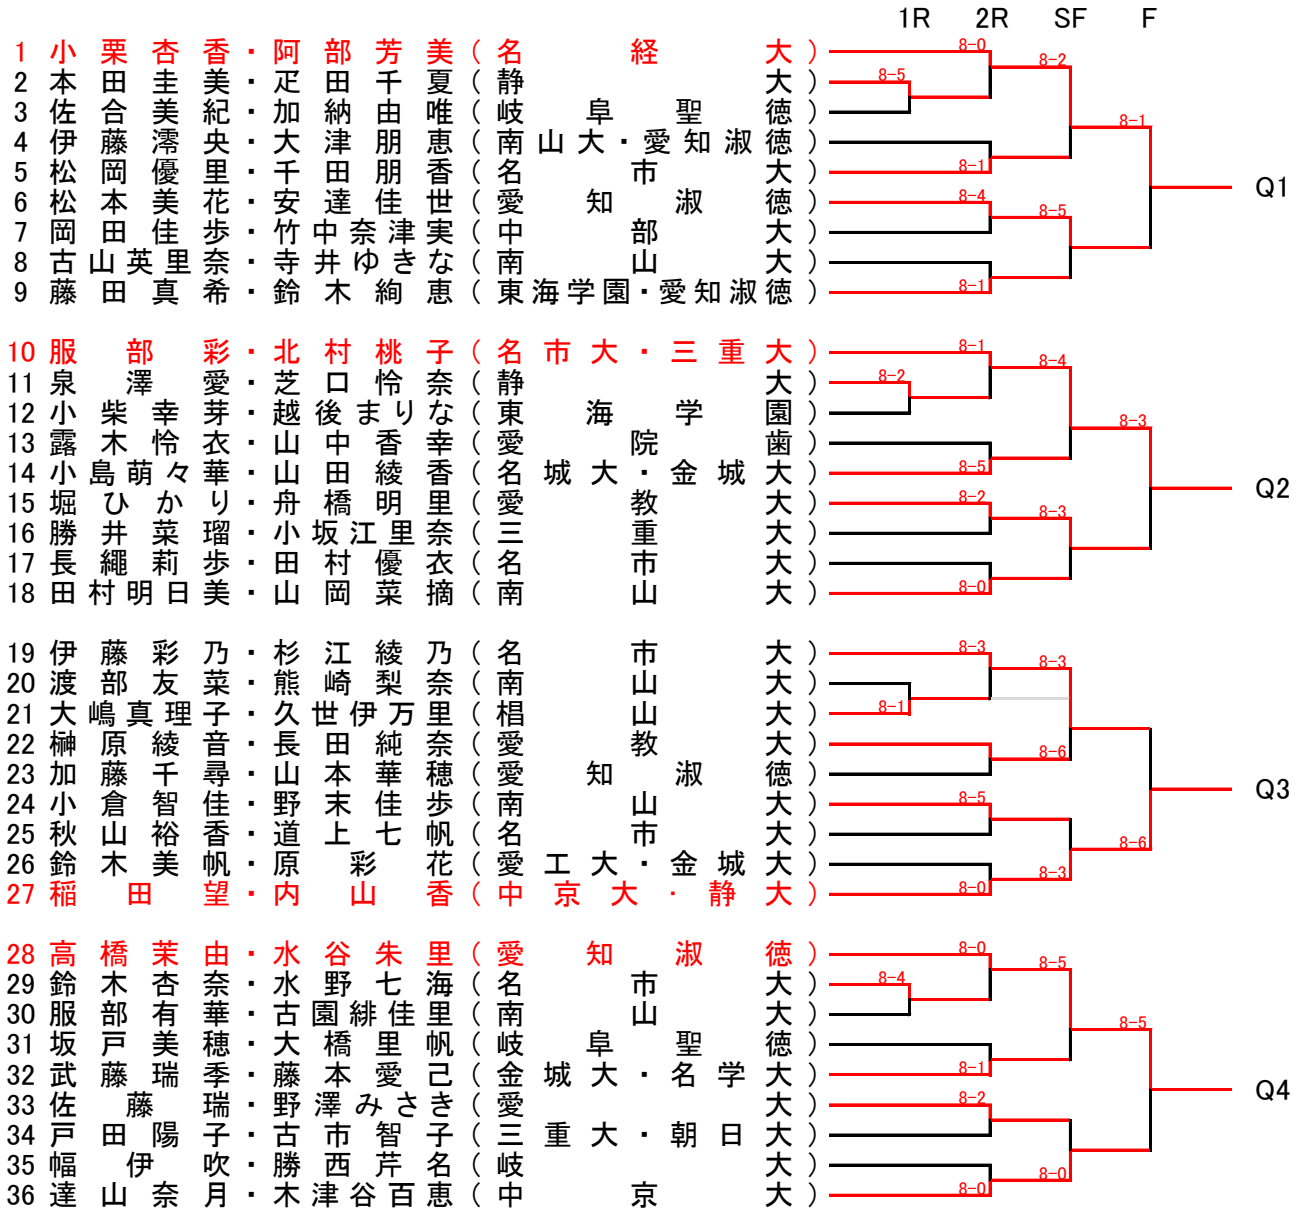 1R 2R SF F
1 小栗杏香・阿部芳美(名経大) 8-0 8-2
2 本田圭美・疋田千夏(静大) 8-5
3 佐合美紀・加納由唯(岐阜聖徳)
4 伊藤澪央・大津朋恵(南山大・愛知淑徳) 8-1
5 松岡優里・千田朋香(名市大) 8-1
Q1
6 松本美花・安達佳世(愛知淑徳) 8-4 8-5
7 岡田佳歩・竹中奈津実(中部大)
8 古山英里奈・寺井ゆきな(南山大)
9 藤田真希・鈴木絢恵(東海学園・愛知淑徳) 8-1
10 服部彩・北村桃子(名市大・三重大) 8-1 8-4
11 泉澤愛・芝口怜奈(静大) 8-2
12 小柴幸芽・越後まりな(東海学園) 8-3
13 露木怜衣・山中香幸(愛院歯)
14 小島萌々華・山田綾香(名城大・金城大) 8-5
Q2
15 堀ひかり・舟橋明里(愛教大) 8-2 8-3
16 勝井菜瑠・小坂江里奈(三重大)
17 長縄莉歩・田村優衣(名市大)
18 田村明日美・山岡菜摘(南山大) 8-0
19 伊藤彩乃・杉江綾乃(名市大) 8-3 8-3
20 渡部友菜・熊崎梨奈(南山大)
21 大嶋真理子・久世伊万里(椙山大) 8-1
22 榊原綾音・長田純奈(愛教大) 8-6
23 加藤千尋・山本華穂(愛知淑徳)
Q3
24 小倉智佳・野末佳歩(南山大) 8-5
25 秋山裕香・道上七帆(名市大) 8-6
26 鈴木美帆・原彩花(愛工大・金城大) 8-3
27 稲田望・内山香(中京大・静大) 8-0
28 高橋茉由・水谷朱里(愛知淑徳) 8-0 8-5
29 鈴木杏奈・水野七海(名市大) 8-4
30 服部有華・古園緋佳里(南山大) 8-5
31 坂戸美穂・大橋里帆(岐阜聖徳)
32 武藤瑞季・藤本愛己(金城大・名学大) 8-1
Q4
33 佐藤瑞・野澤みさき(愛大) 8-2
34 戸田陽子・古市智子(三重大・朝日大)
35 幅伊吹・勝西芹名(岐大) 8-0
36 達山奈月・木津谷百恵(中京大) 8-0